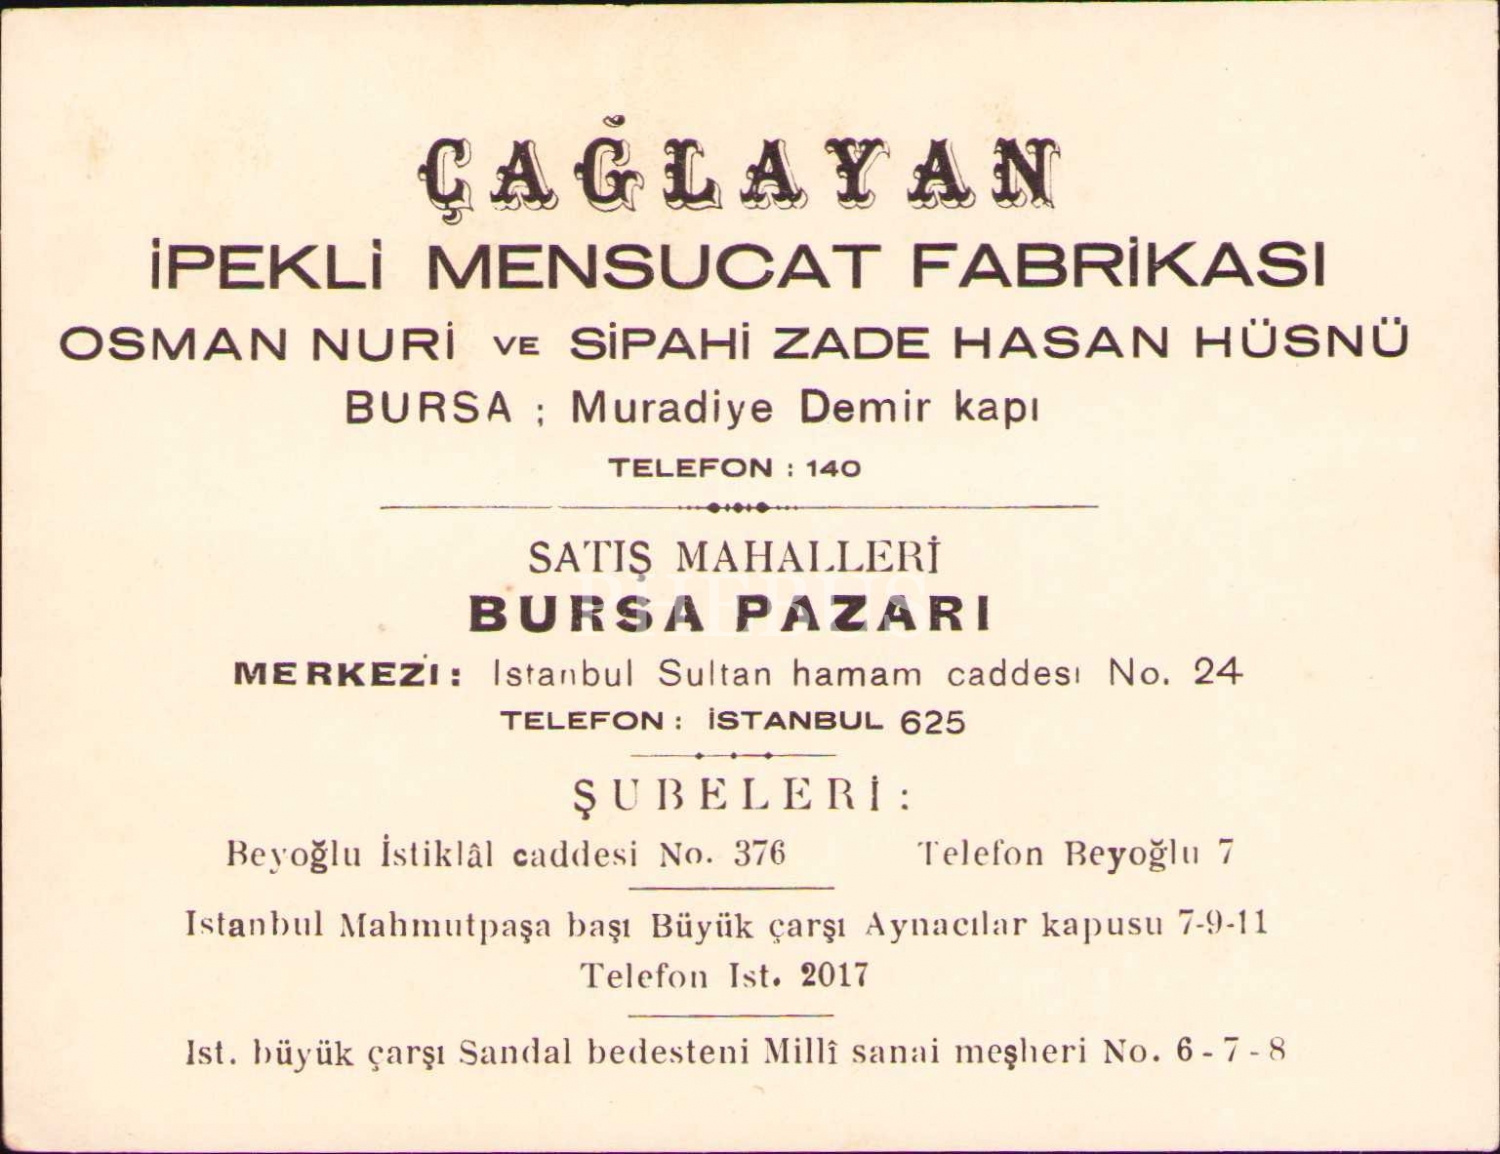 ÇAĞLAYAN
İPEKLİ MENSUCAT FABRİKASI
OSMAN NURİ VE SİPAHİ ZADE HASAN HÜSNÜ
BURSA ; Muradiye Demir kapı
TELEFON : 140
SATIŞ MAHALLERİ
BURSA PAZARI
MERKEZİ: Istanbul Sultan hamam caddesı No. 24
TELEFON : İSTANBUL 625
ŞUBELERİ :
Beyoğlu İstiklâl caddesi No. 376 Telefon Beyoğlu 7
Istanbul Mahmutpaşa başı Büyük çarşı Aynacılar kapusu 7-9-11
Telefon Ist. 2017
Ist. büyük çarşı Sandal bedesteni Millî sanai meşheri No. 6 - 7 - 8